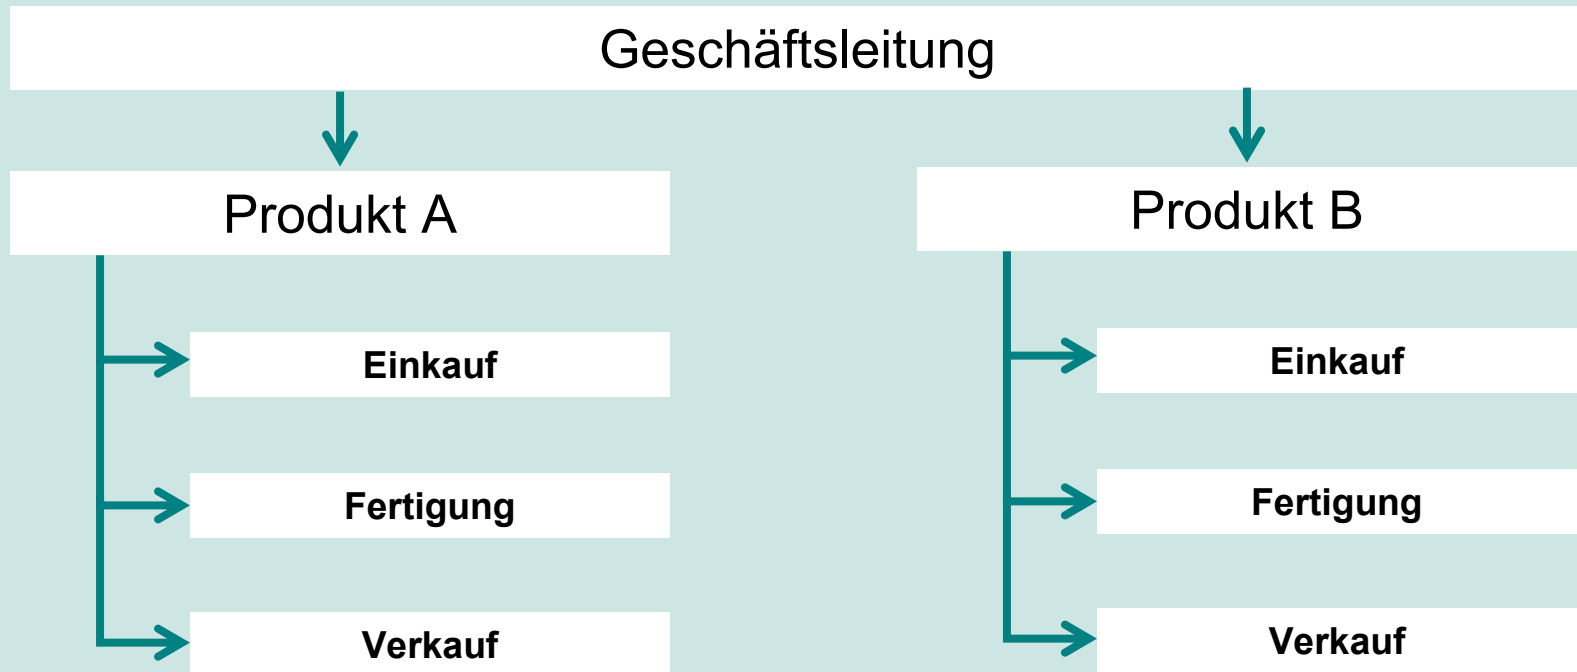 Geschäftsleitung
Produkt A
Einkauf
Fertigung
Verkauf
Produkt B
Einkauf
Fertigung
Verkauf